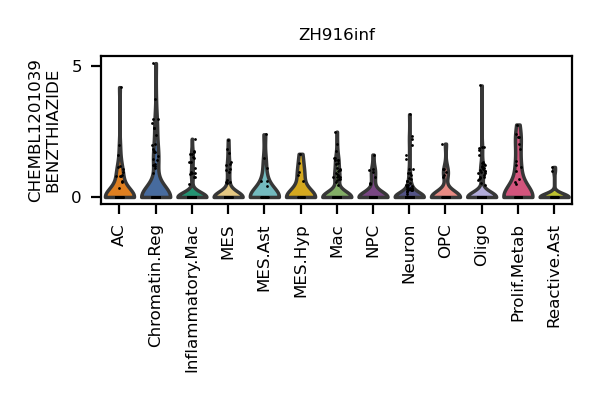 ZH916inf
CHEMBL1201039
BENZTHIAZIDE
5
0
AC
Chromatin.Reg
Inflammatory.Mac
MES
MES.Ast
MES.Hyp
Mac
NPC
Neuron
OPC
Oligo
Prolif.Metab
Reactive.Ast